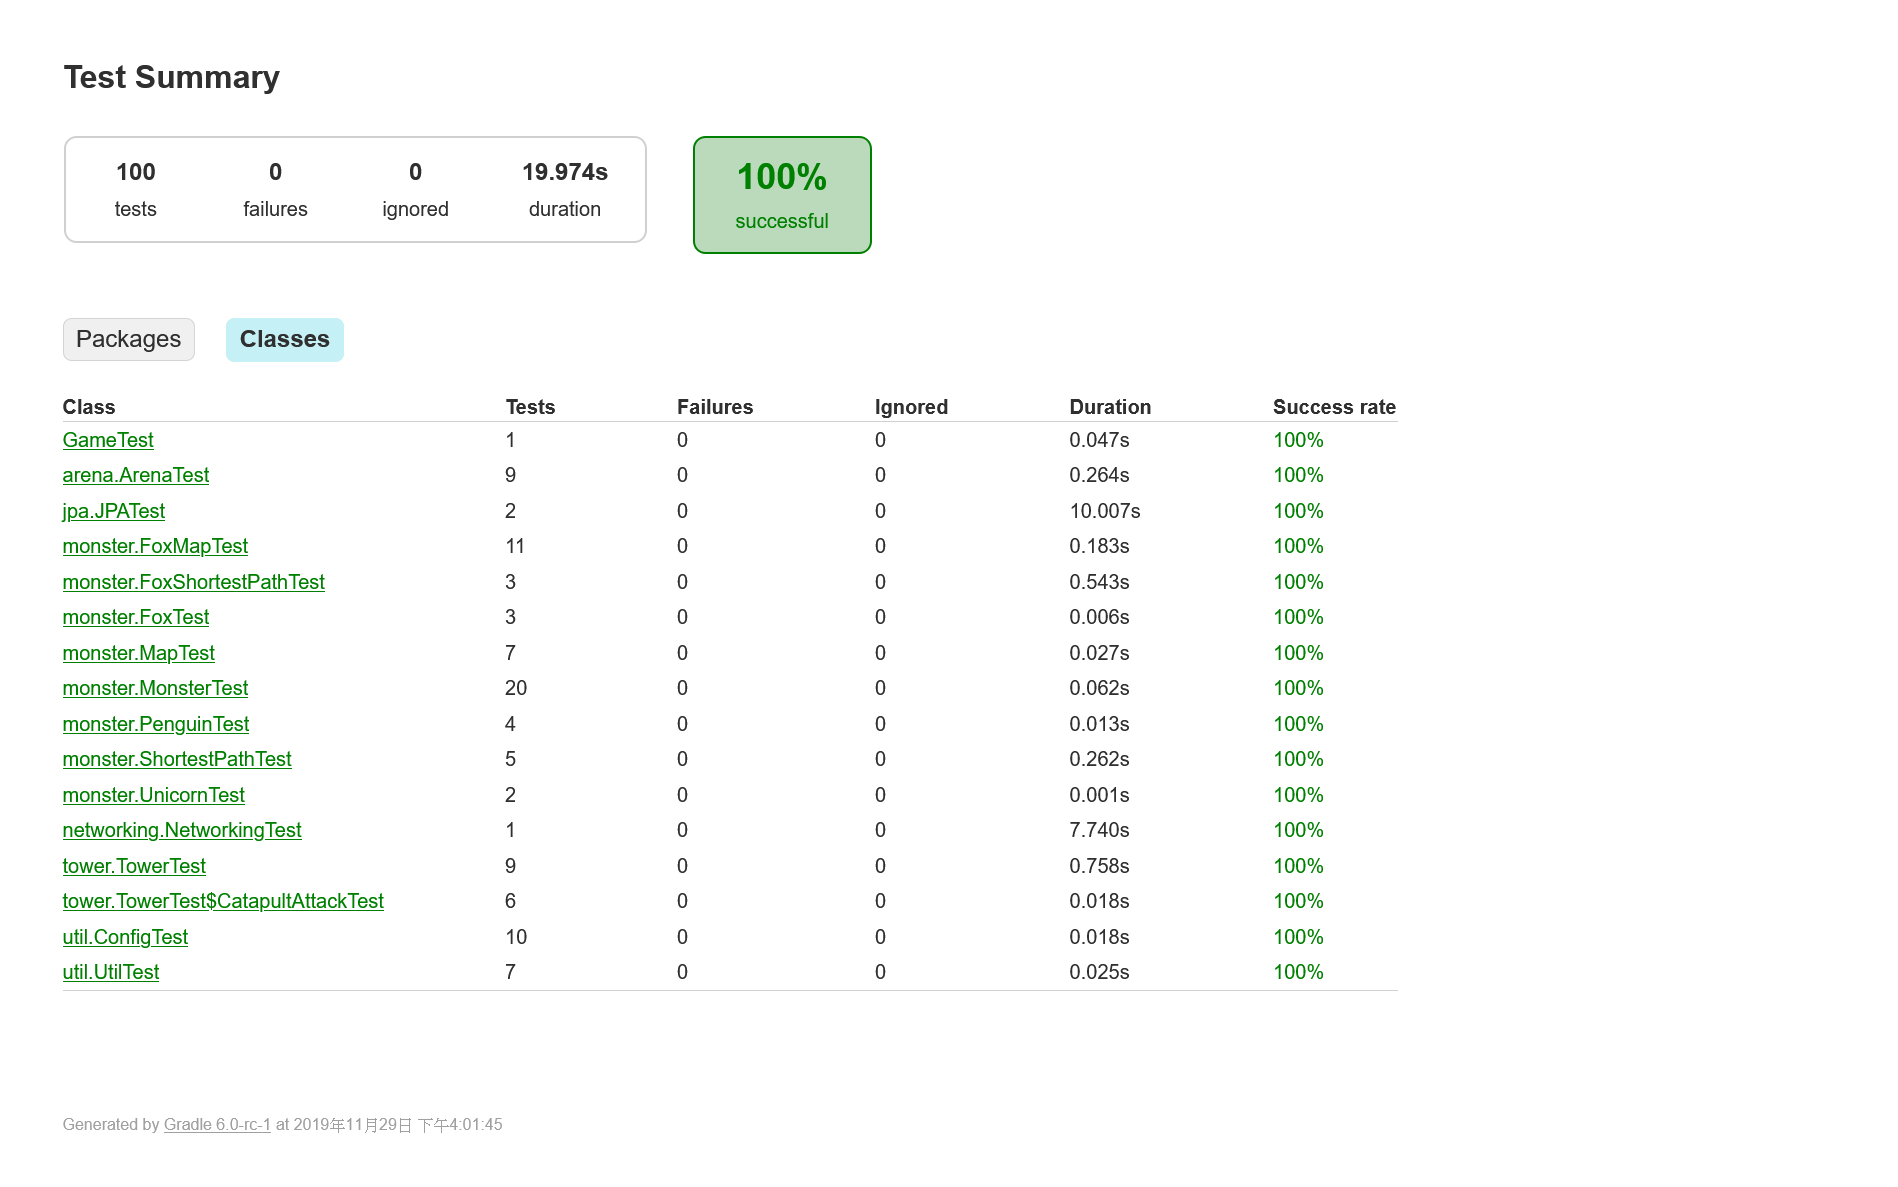 Test Summary
100 0 0 19.974s
tests failures ignored duration
100%
successful
Packages Classes
Class Tests Failures Ignored Duration Success rate
GameTest 1 0 0 0.047s 100%
arena.ArenaTest 9 0 0 0.264s 100%
jpa.JPATest 2 0 0 10.007s 100%
monster.FoxMapTest 11 0 0 0.183s 100%
monster.FoxShortestPathTest 3 0 0 0.543s 100%
monster.FoxTest 3 0 0 0.006s 100%
monster.MapTest 7 0 0 0.027s 100%
monster.MonsterTest 20 0 0 0.062s 100%
monster.PenguinTest 4 0 0 0.013s 100%
monster.ShortestPathTest 5 0 0 0.262s 100%
monster.UnicornTest 2 0 0 0.001s 100%
networking.NetworkingTest 1 0 0 7.740s 100%
tower.TowerTest 9 0 0 0.758s 100%
tower.TowerTest$CatapultAttackTest 6 0 0 0.018s 100%
util.ConfigTest 10 0 0 0.018s 100%
util.UtilTest 7 0 0 0.025s 100%
Generated by Gradle 6.0-rc-1 at 2019年11月29日 下午4:01:45